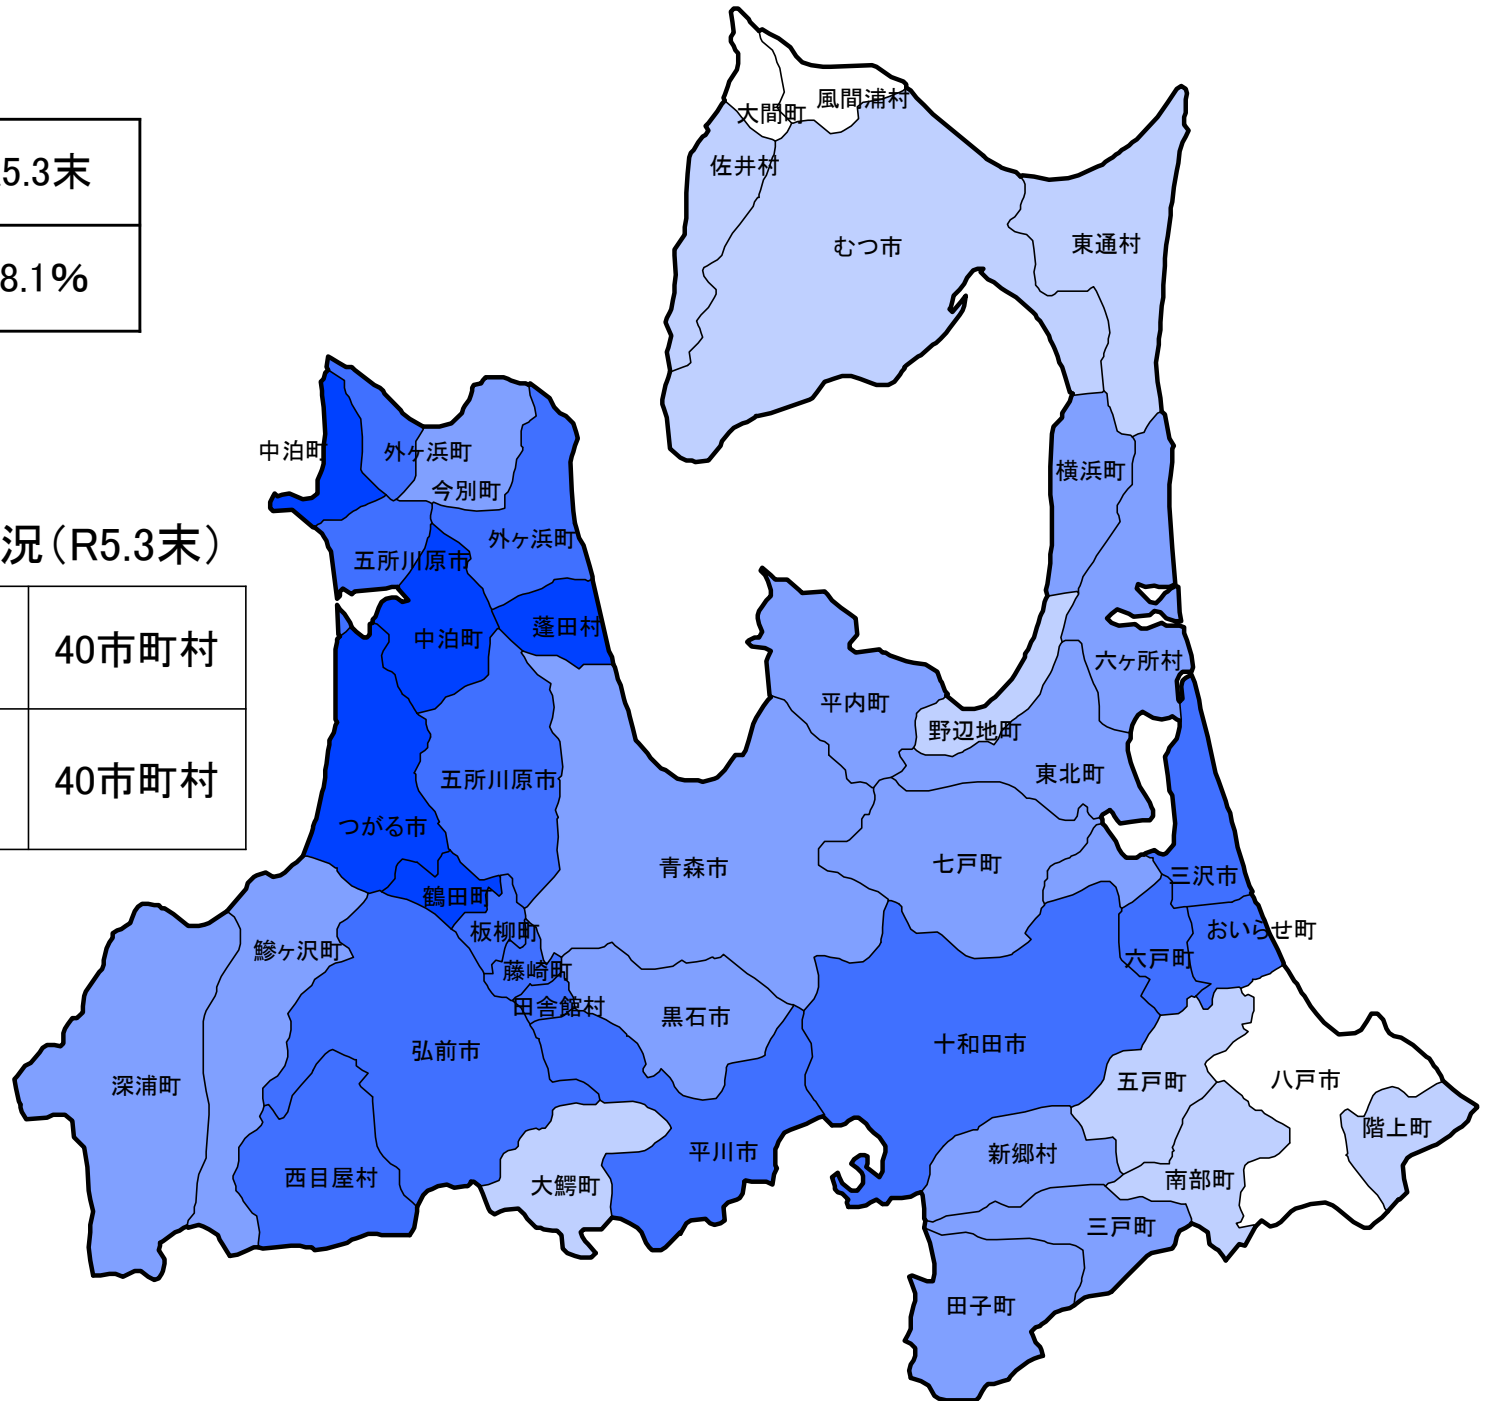 5.3末
8.1%
況(R5.3末)
40市町村
40市町村
大間町
風間浦村
佐井村
むつ市
東通村
中泊町
外ヶ浜町
今別町
横浜町
外ヶ浜町
五所川原市
中泊町
蓬田村
六ヶ所村
平内町
野辺地町
東北町
五所川原市
つがる市
青森市
七戸町
三沢市
鶴田町
板柳町
おいらせ町
鰺ヶ沢町
藤崎町
六戸町
田舎館村
黒石市
弘前市
十和田市
深浦町
五戸町
八戸市
階上町
平川市
新郷村
西目屋村
大鰐町
南部町
三戸町
田子町